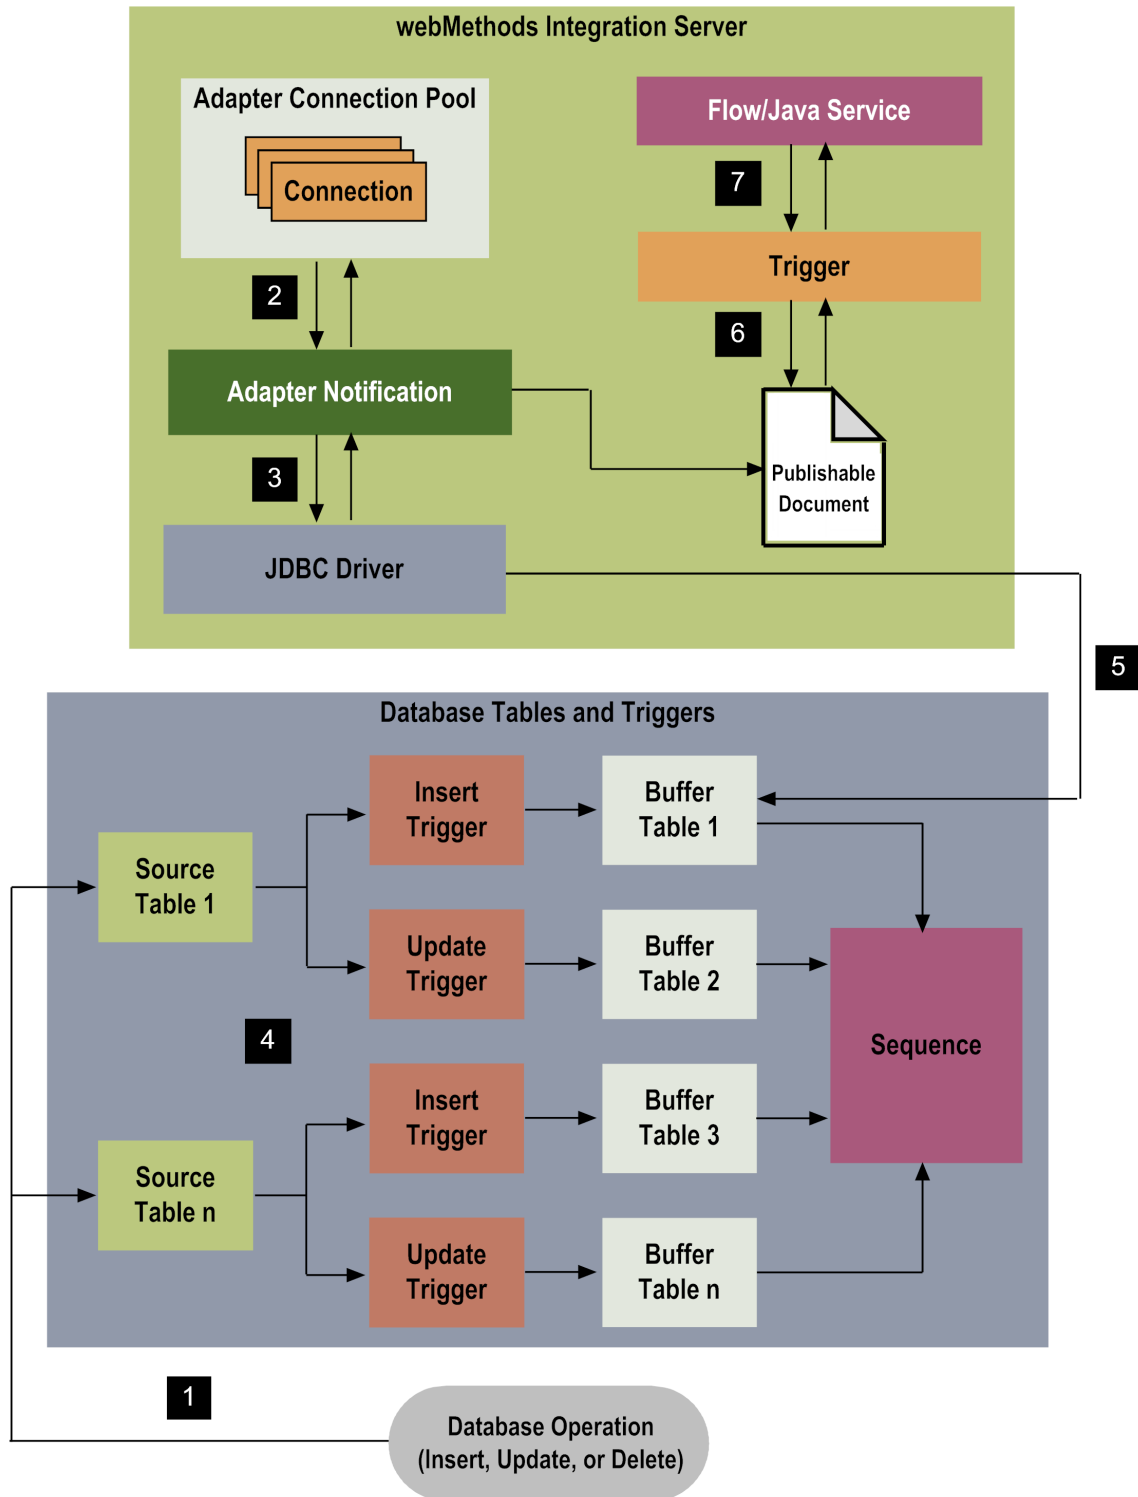 webMethods Integration Server
Adapter Connection Pool
Connection
Flow/Java Service
7
Trigger
2
6
Adapter Notification
3
Publishable
Document
JDBC Driver
5
Database Tables and Triggers
Insert
Trigger
Buffer
Table 1
Source
Table 1
Update
Trigger
Buffer
Table 2
4
Sequence
Insert
Trigger
Buffer
Table 3
Source
Table n
Update
Trigger
Buffer
Table n
1
Database Operation
(Insert, Update, or Delete)